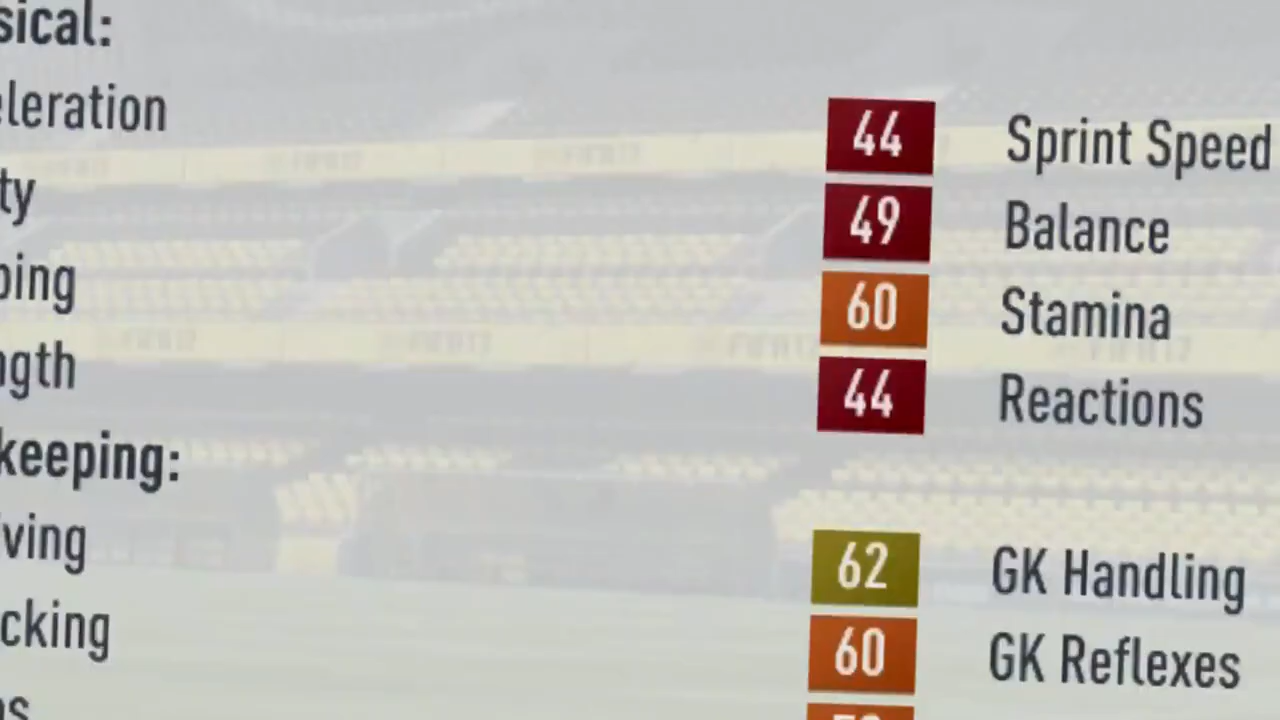 sical:
eleration 44 Sprint Speed
ty 49 Balance
ping 60 Stamina
ngth 44 Reactions
keeping:
iving 62 GK Handling
cking 60 GK Reflexes